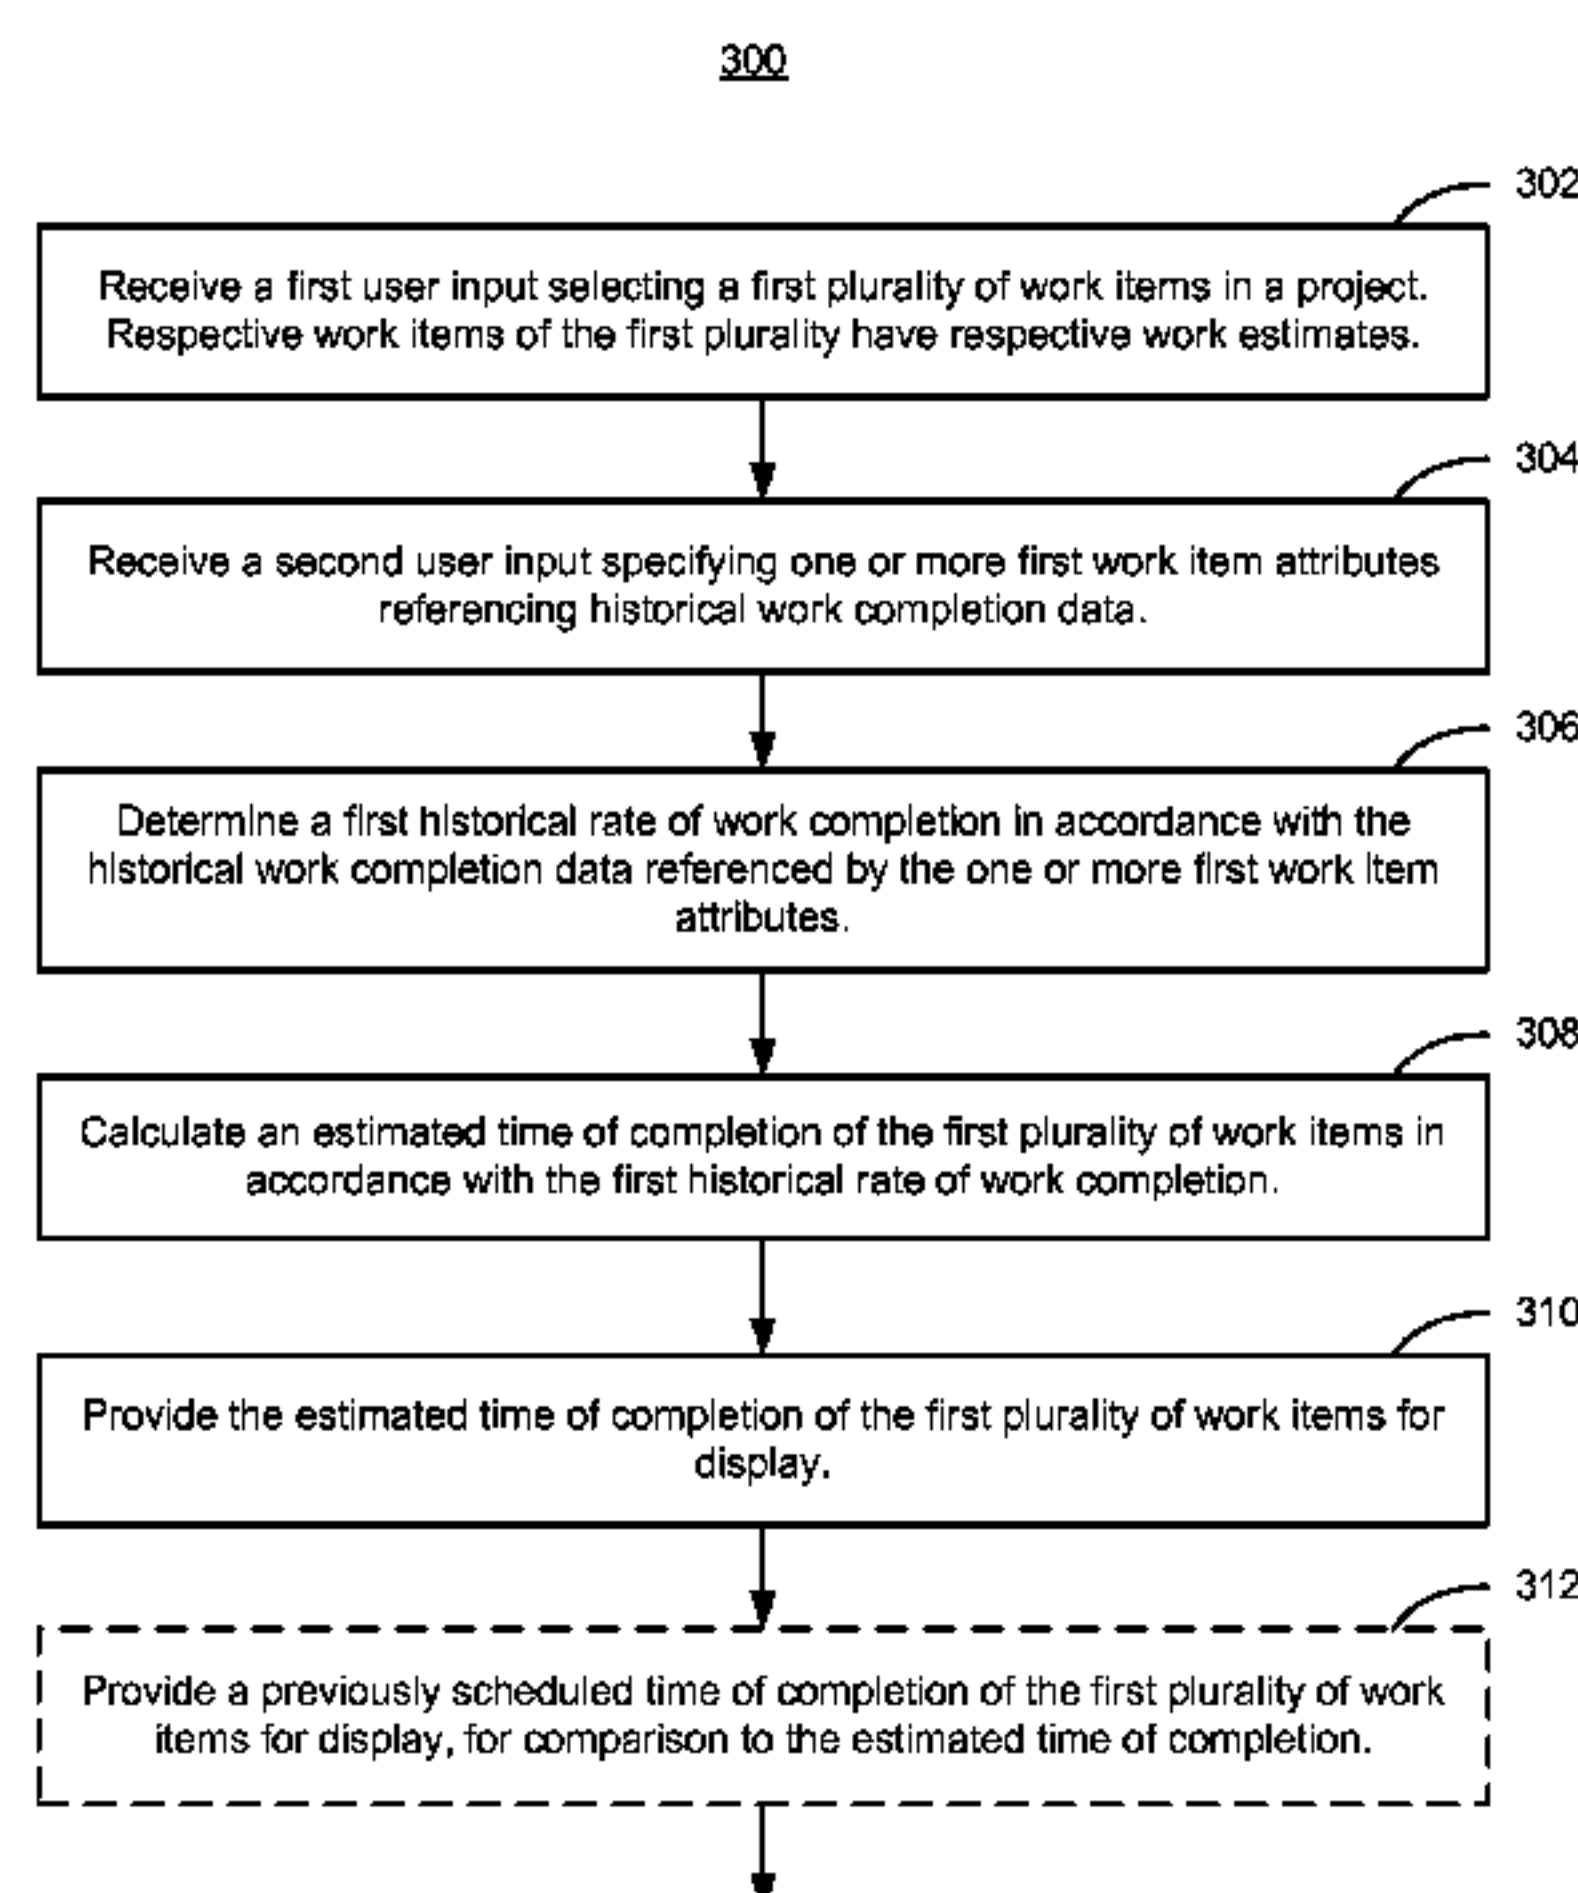 300
302
Receive a first user input selecting a first plurality of work items in a project.
Respective work items of the first plurality have respective work estimates.
304
Receive a second user input specifying one or more first work item attributes
referencing historical work completion data.
306
Determine a first historical rate of work completion in accordance with the
historical work completion data referenced by the one or more first work item
attributes.
308
Calculate an estimated time of completion of the first plurality of work items in
accordance with the first historical rate of work completion.
310
Provide the estimated time of completion of the first plurality of work items for
display.
312
Provide a previously scheduled time of completion of the first plurality of work
items for display, for comparison to the estimated time of completion.